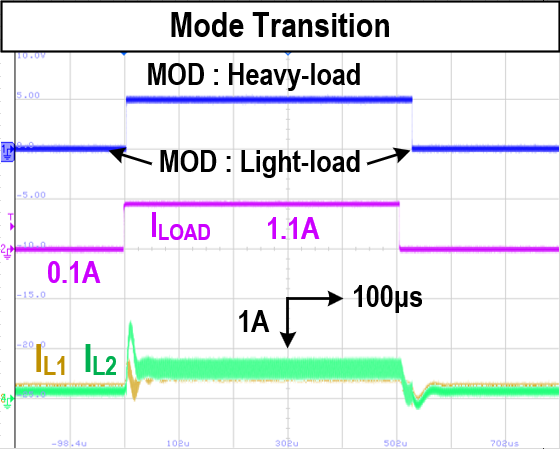 Mode Transition
10.0V
MOD : Heavy-load
5.00
0.0
MOD : Light-load
-5.00
ILOAD 1.1A
-10.0
0.1A
-15.0
100µs
1A
-20.0
IL1 IL2
-98.4u 102u 302u 502u 702us